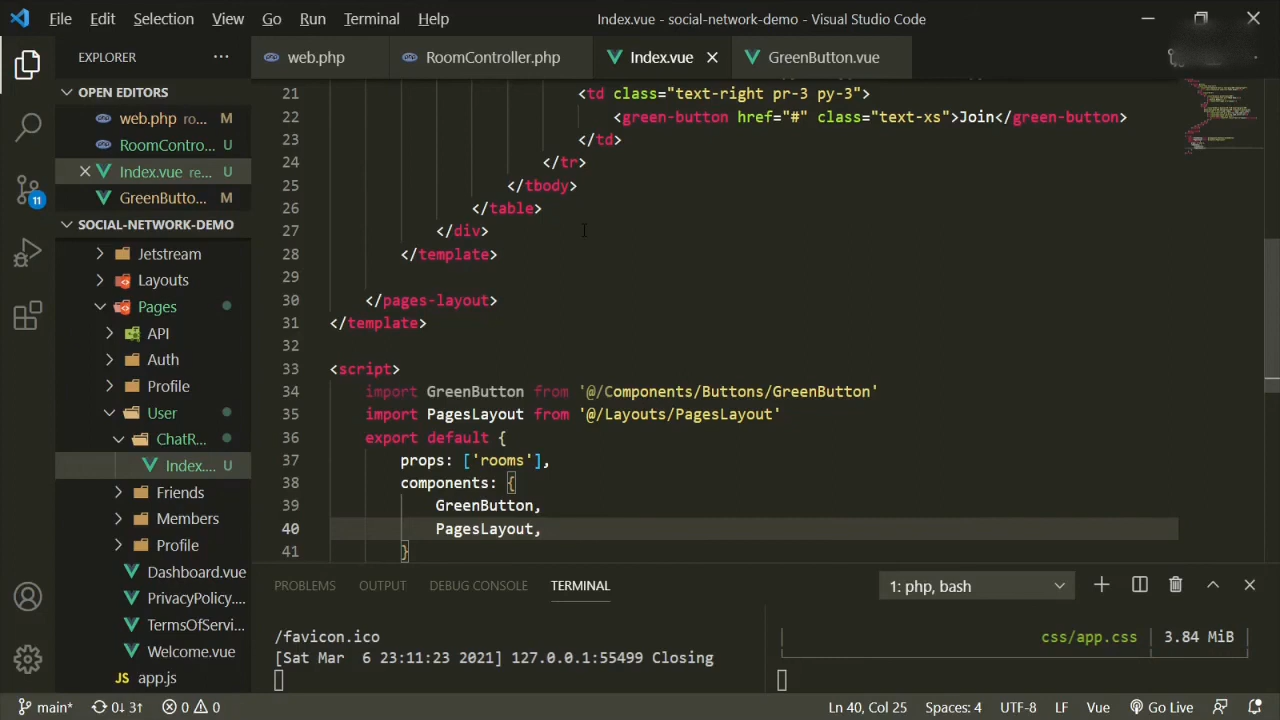 File Edit Selection View Go Run Terminal Help Index.vue - social-network-demo - Visual Studio Code
EXPLORER
web.php RoomController.php Index.vue GreenButton.vue
OPEN EDITORS
web.php ro... M
RoomContro... U
Index.vue re... U
GreenButto... M
SOCIAL-NETWORK-DEMO
Jetstream
Layouts
Pages
API
Auth
Profile
User
ChatR...
Index.... U
Friends
Members
Profile
Dashboard.vue
PrivacyPolicy....
TermsOfServi...
Welcome.vue
app.js
11
21 <td class="text-right pr-3 py-3">
22 <green-button href="#" class="text-xs">Join</green-button>
23 </td>
24 </tr>
25 </tbody>
26 </table>
27 </div>
28 </template>
29
30 </pages-layout>
31 </template>
32
33 <script>
34 import GreenButton from '@/Components/Buttons/GreenButton'
35 import PagesLayout from '@/Layouts/PagesLayout'
36 export default {
37 props: ['rooms'],
38 components: {
39 GreenButton,
40 PagesLayout,
41 }
PROBLEMS OUTPUT DEBUG CONSOLE TERMINAL 1: php, bash
/favicon.ico
[Sat Mar  6 23:11:23 2021] 127.0.0.1:55499 Closing
css/app.css | 3.84 MiB
main* 0↓ 3↑ 0 0 Ln 40, Col 25 Spaces: 4 UTF-8 LF Vue Go Live